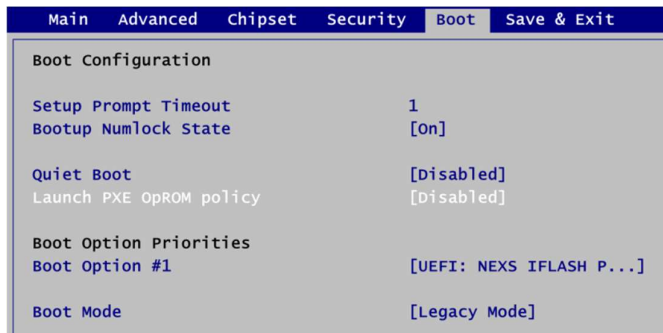 Main Advanced Chipset Security Boot Save & Exit
Boot Configuration
Setup Prompt Timeout 1
Bootup Numlock State [On]
Quiet Boot [Disabled]
Launch PXE OpROM policy [Disabled]
Boot Option Priorities
Boot Option #1 [UEFI: NEXS IFLASH P...]
Boot Mode [Legacy Mode]